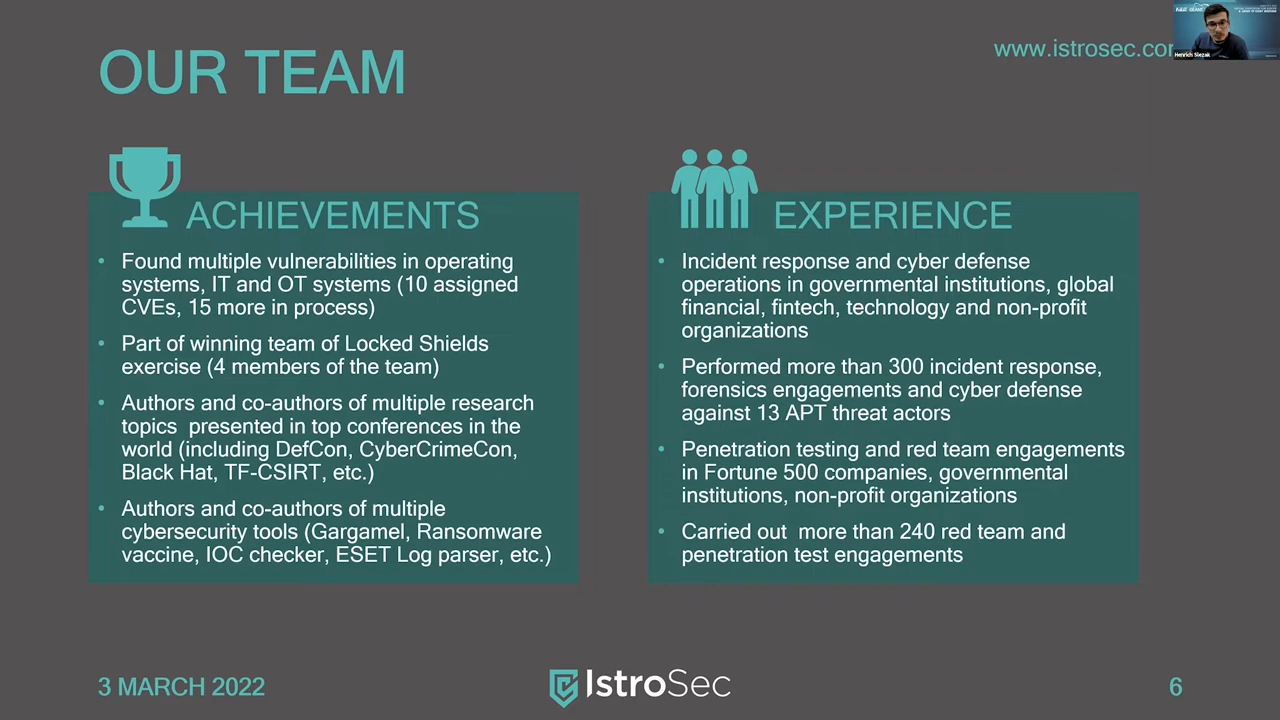 OUR TEAM
www.istrosec.co
Henrich Slezak
ACHIEVEMENTS
• Found multiple vulnerabilities in operating
systems, IT and OT systems (10 assigned
CVEs, 15 more in process)
• Part of winning team of Locked Shields
exercise (4 members of the team)
• Authors and co-authors of multiple research
topics presented in top conferences in the
world (including DefCon, CyberCrimeCon,
Black Hat, TF-CSIRT, etc.)
• Authors and co-authors of multiple
cybersecurity tools (Gargamel, Ransomware
vaccine, IOC checker, ESET Log parser, etc.)
EXPERIENCE
• Incident response and cyber defense
operations in governmental institutions, global
financial, fintech, technology and non-profit
organizations
• Performed more than 300 incident response,
forensics engagements and cyber defense
against 13 APT threat actors
• Penetration testing and red team engagements
in Fortune 500 companies, governmental
institutions, non-profit organizations
• Carried out more than 240 red team and
penetration test engagements
3 MARCH 2022
IstroSec
6